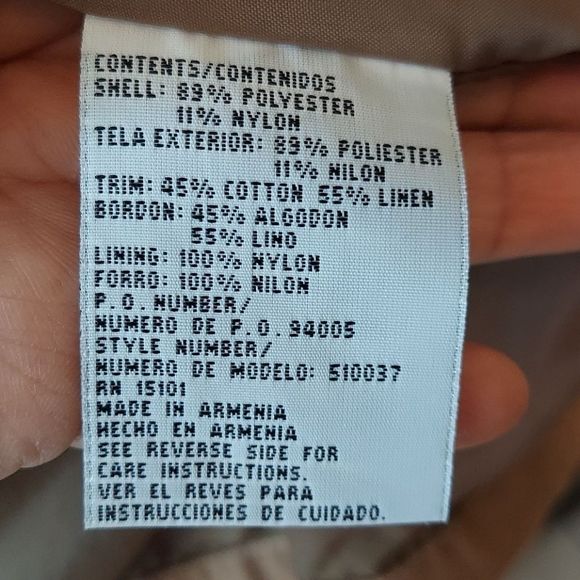 CONTENTS/CONTENIDOS
SHELL: 89% POLYESTER
11% NYLON
TELA EXTERIOR: 89% POLIESTER
11% NILON
TRIM: 45% COTTON 55% LINEN
BORDON: 45% ALGODON
55% LINO
LINING: 100% NYLON
FORRO: 100% NILON
P.O. NUMBER/
NUMERO DE P.O. 94005
STYLE NUMBER/
NUMERO DE MODELO: 510037
RN 15101
MADE IN ARMENIA
HECHO EN ARMENIA
SEE REVERSE SIDE FOR
CARE INSTRUCTIONS.
VER EL REVES PARA
INSTRUCCIONES DE CUIDADO.